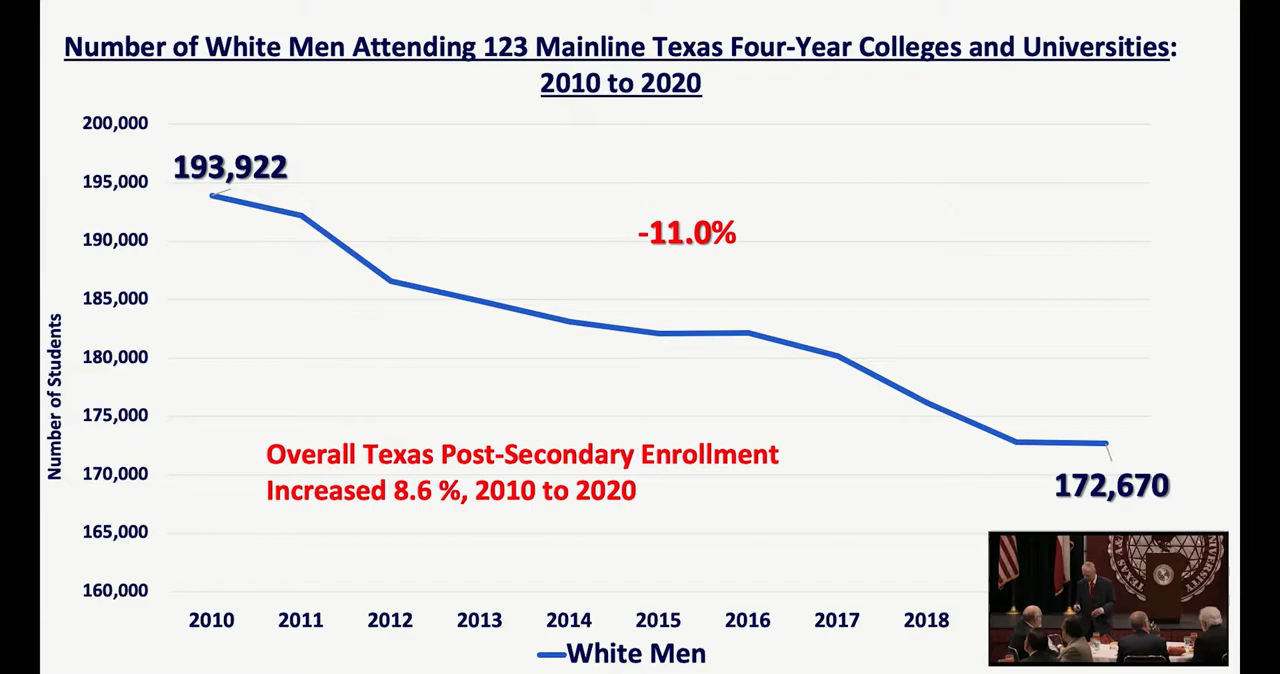 Number of White Men Attending 123 Mainline Texas Four-Year Colleges and Universities:
2010 to 2020
200,000
193,922
195,000
-11.0%
190,000
185,000
180,000
175,000
170,000
165,000
160,000
Number of Students
Overall Texas Post-Secondary Enrollment
Increased 8.6 %, 2010 to 2020
172,670
2010 2011 2012 2013 2014 2015 2016 2017 2018
White Men
TEXAS
UNIVERSITY